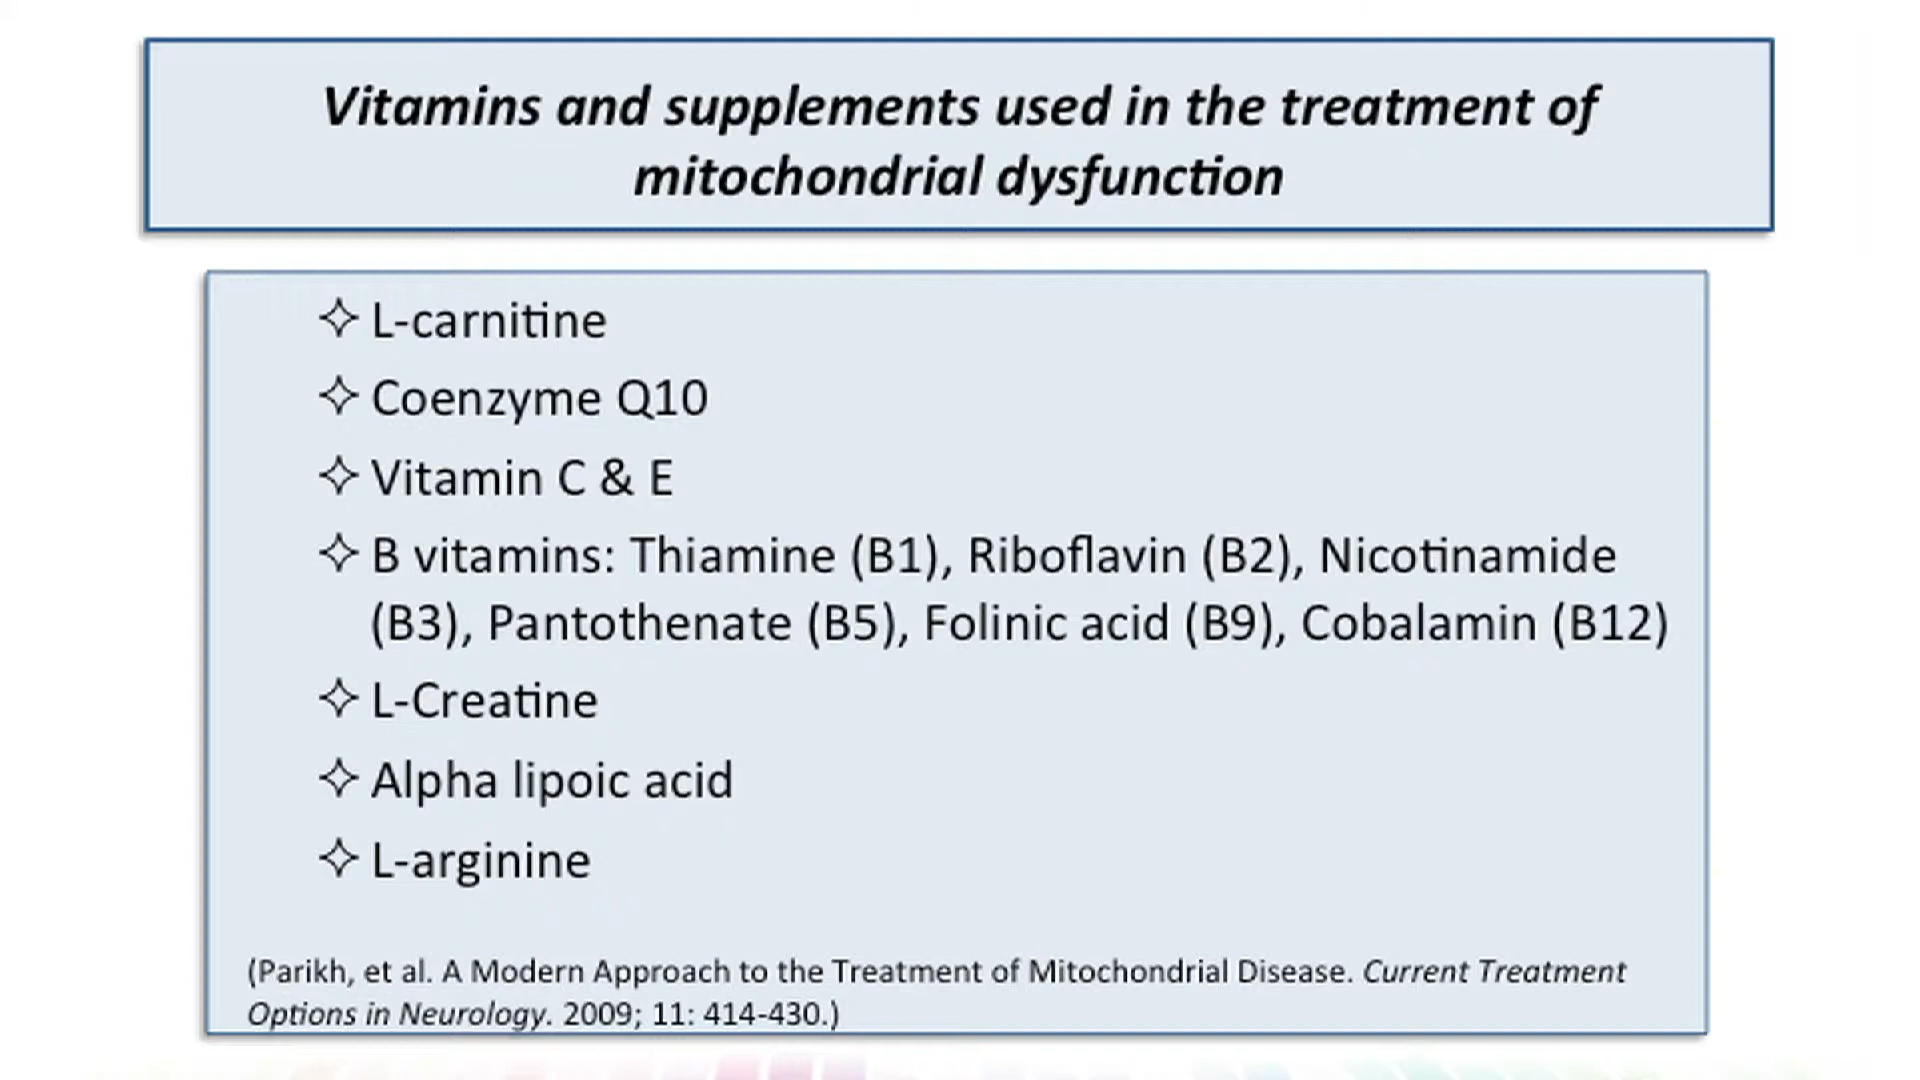 Vitamins and supplements used in the treatment of
mitochondrial dysfunction
✧ L-carnitine
✧ Coenzyme Q10
✧ Vitamin C & E
✧ B vitamins: Thiamine (B1), Riboflavin (B2), Nicotinamide
(B3), Pantothenate (B5), Folinic acid (B9), Cobalamin (B12)
✧ L-Creatine
✧ Alpha lipoic acid
✧ L-arginine
(Parikh, et al. A Modern Approach to the Treatment of Mitochondrial Disease. Current Treatment
Options in Neurology. 2009; 11: 414-430.)